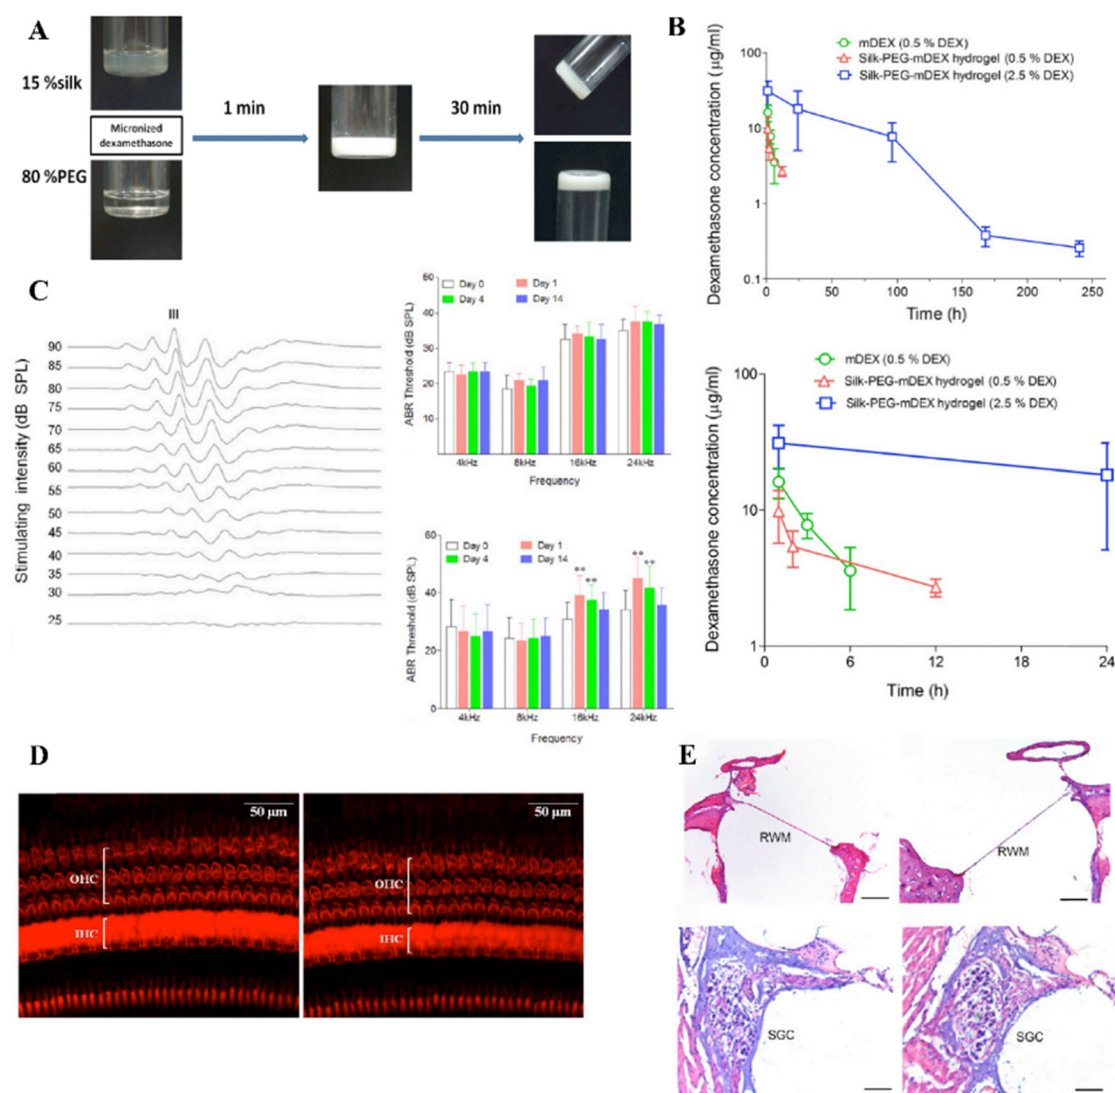 A
15 %silk
Micronized
dexamethasone
80 %PEG
1 min
30 min
B
Dexamethasone concentration (µg/ml)
100
10
1
0.1
mDEX (0.5 % DEX)
Silk-PEG-mDEX hydrogel (0.5 % DEX)
Silk-PEG-mDEX hydrogel (2.5 % DEX)
0 50 100 150 200 250
Time (h)
Dexamethasone concentration (µg/ml)
100
10
1
mDEX (0.5 % DEX)
Silk-PEG-mDEX hydrogel (0.5 % DEX)
Silk-PEG-mDEX hydrogel (2.5 % DEX)
0 6 12 18 24
Time (h)
C
III
Stimulating intensity (dB SPL)
90
85
80
75
70
65
60
55
50
45
40
35
30
25
ABR Threshold (dB SPL)
Day 0 Day 1
Day 4 Day 14
40
30
20
10
4kHz 8kHz 16kHz 24kHz
Frequency
ABR Threshold (dB SPL)
60
40
20
0
Day 0 Day 1
Day 4 Day 14
** ** ** **
4kHz 8kHz 16kHz 24kHz
Frequency
D
50 µm
OHC
IHC
50 µm
OHC
IHC
E
RWM
RWM
SGC
SGC